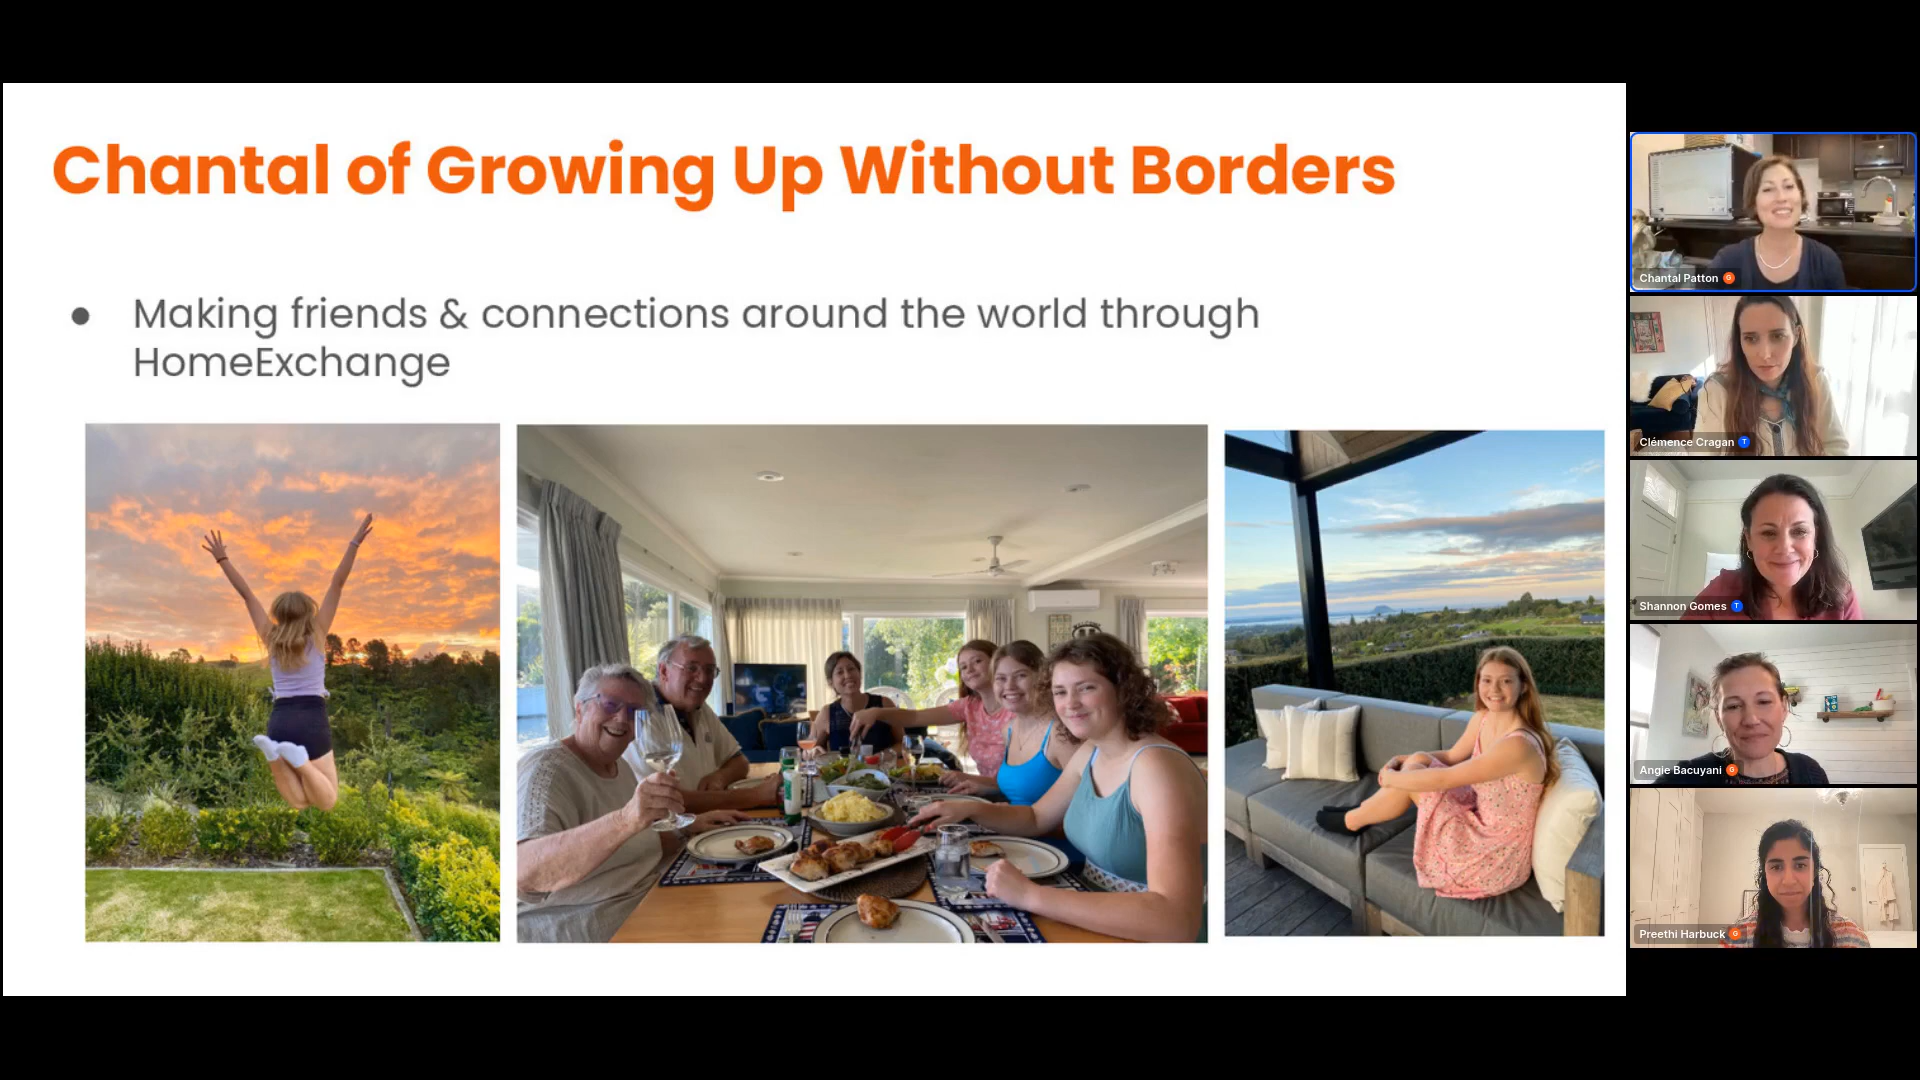 Chantal of Growing Up Without Borders
● Making friends & connections around the world through
HomeExchange
Chantal Patton G
Clémence Cragan T
Shannon Gomes T
Angie Bacuyani G
Preethi Harbuck G